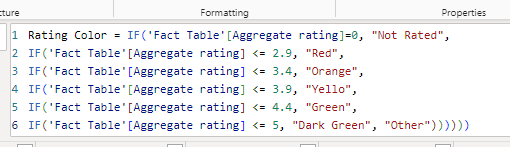 cture
Formatting
Properties
1 Rating Color = IF('Fact Table'[Aggregate rating]=0, "Not Rated",
2 IF('Fact Table'[Aggregate rating] <= 2.9, "Red",
3 IF('Fact Table'[Aggregate rating] <= 3.4, "Orange",
4 IF('Fact Table'[Aggregate rating] <= 3.9, "Yello",
5 IF('Fact Table'[Aggregate rating] <= 4.4, "Green",
6 IF('Fact Table'[Aggregate rating] <= 5, "Dark Green", "Other"))))))